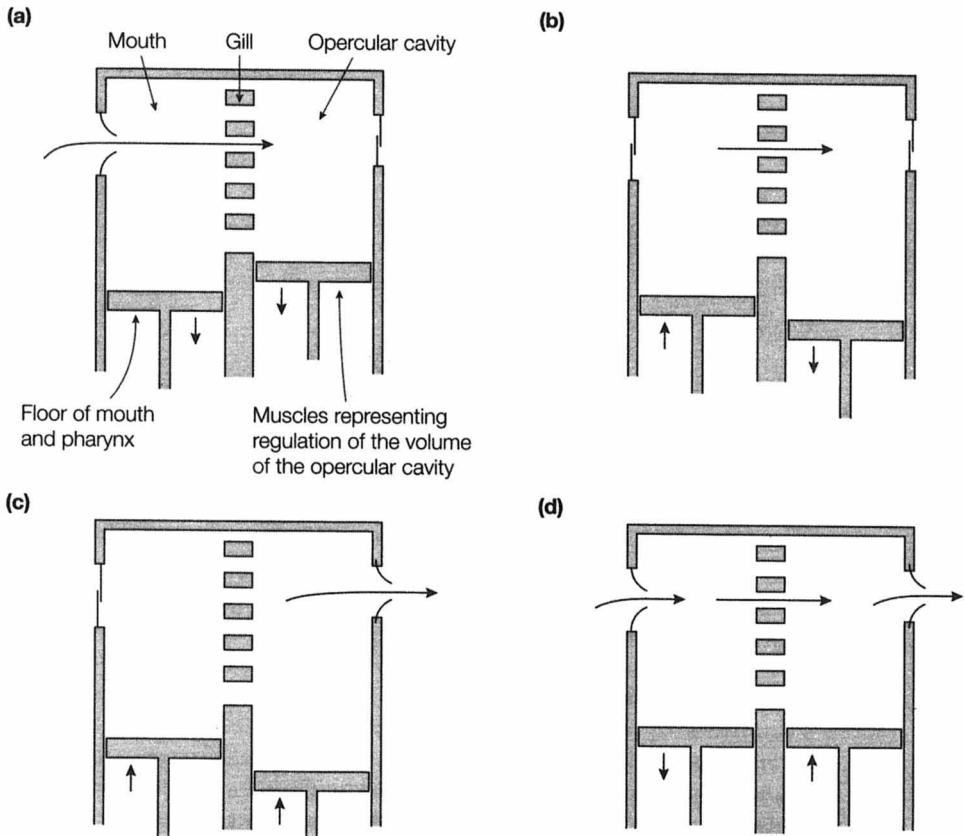 (a)
Mouth
Gill
Opercular cavity
Floor of mouth
and pharynx
Muscles representing
regulation of the volume
of the opercular cavity
(b)
(c)
(d)